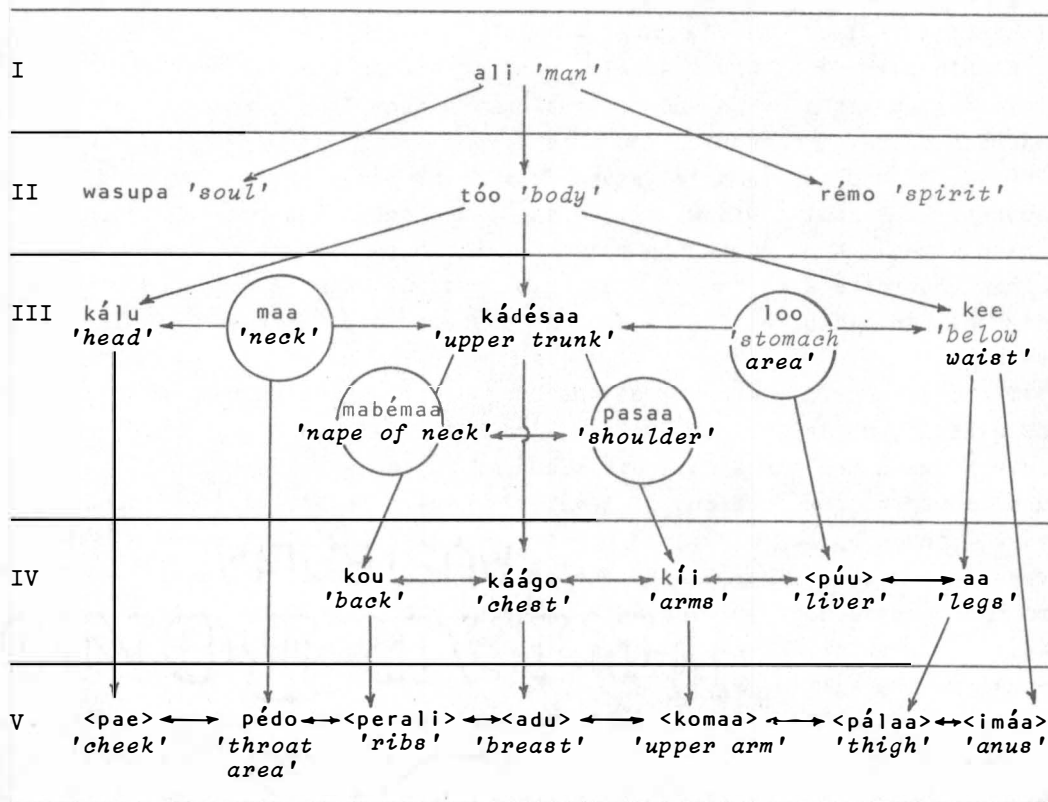 I
ali 'man'
II
wasupa 'soul' tóo 'body' rémo 'spirit'
III
kálu maa kádésaa loo kee
'head' 'neck' 'upper trunk' 'stomach 'below
area' waist'
mabémaa pasaa
'nape of neck' 'shoulder'
IV
kou káágo kíi <púu> aa
'back' 'chest' 'arms' 'liver' 'legs'
V
<pae> pédo <perali> <adu> <komaa> <pálaa> <imáa>
'cheek' 'throat 'ribs' 'breast' 'upper arm' 'thigh' 'anus'
area'